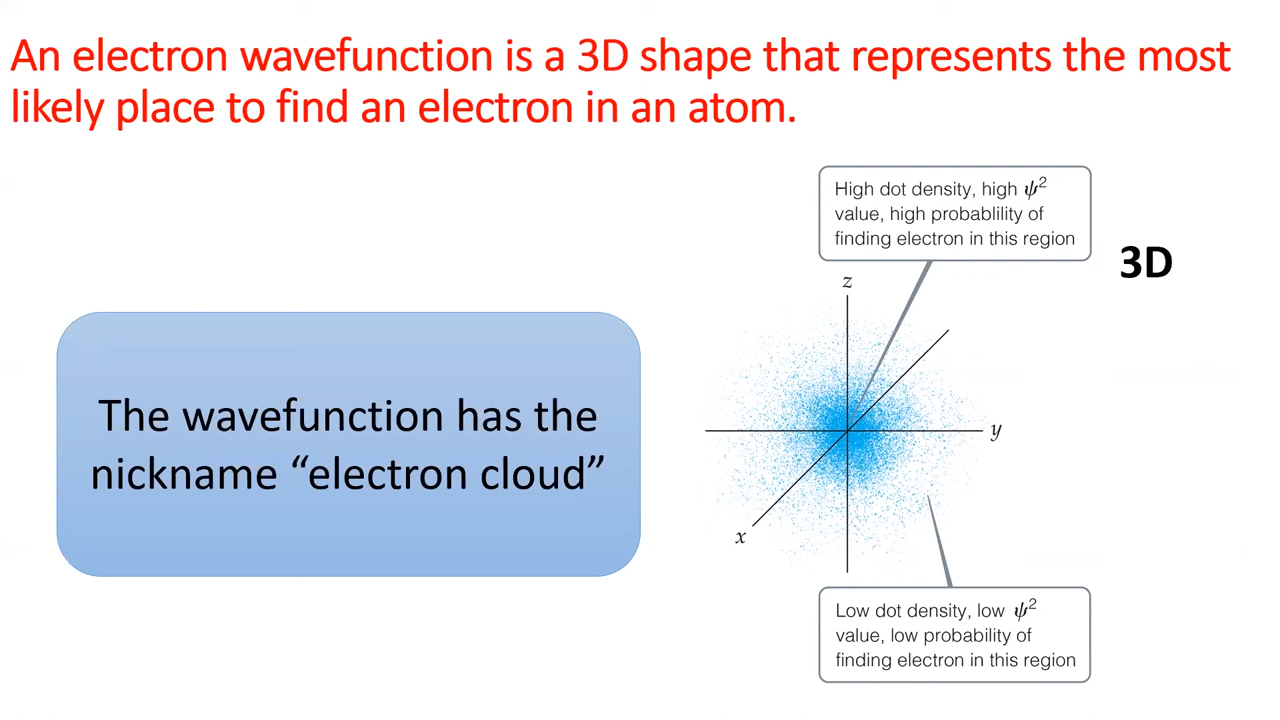 An electron wavefunction is a 3D shape that represents the most
likely place to find an electron in an atom.
High dot density, high ψ²
value, high probablility of
finding electron in this region
3D
z
The wavefunction has the
nickname “electron cloud”
y
x
Low dot density, low ψ²
value, low probability of
finding electron in this region